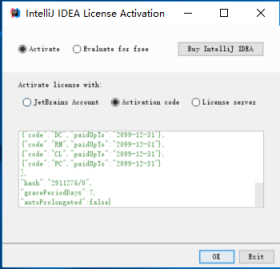 IntelliJ IDEA License Activation
Activate
Evaluate for free
Buy IntelliJ IDEA
Activate license with:
JetBrains Account
Activation code
License server
{"code":"DC","paidUpTo":"2099-12-31"},
{"code":"RM","paidUpTo":"2099-12-31"},
{"code":"CL","paidUpTo":"2099-12-31"},
{"code":"PC","paidUpTo":"2099-12-31"}
],
"hash":"2911276/0",
"gracePeriodDays":7,
"autoProlongated":false}
OK
Exit